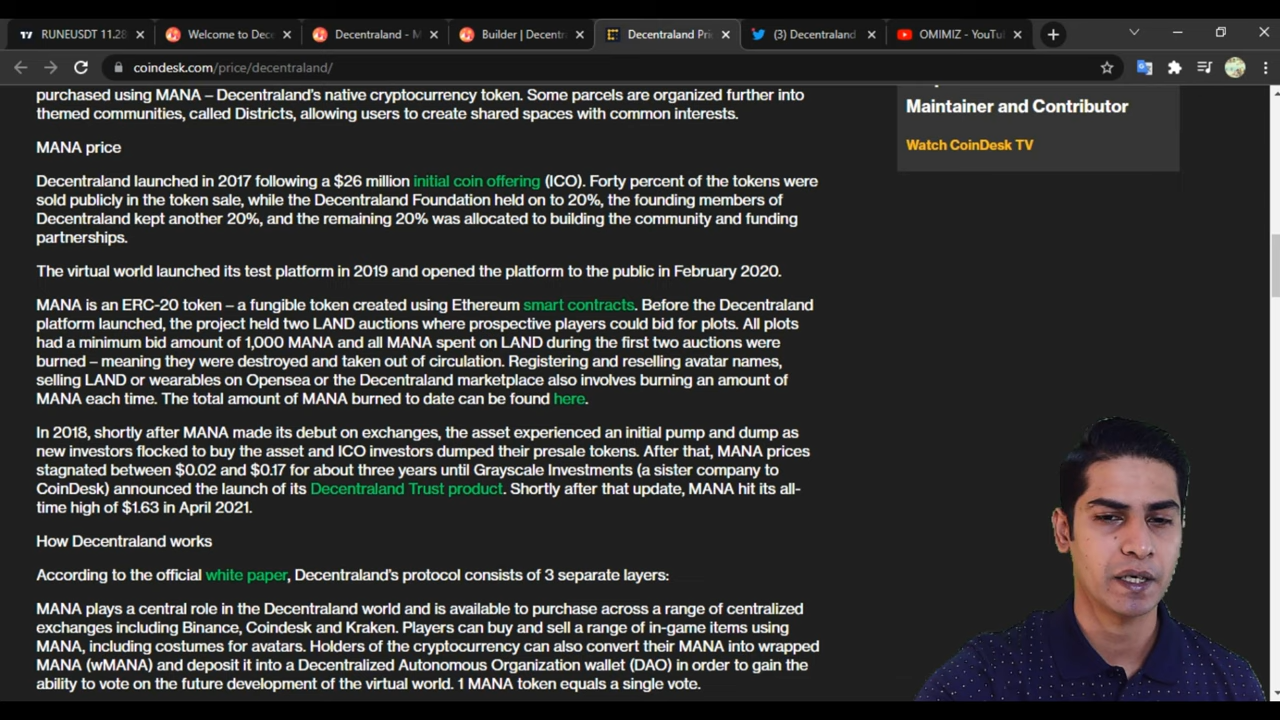 RUNEUSDT 11.28
Welcome to Dece
Decentraland - M
Builder | Decentr
Decentraland Pri
(3) Decentraland
OMIMIZ - YouTu
coindesk.com/price/decentraland/
purchased using MANA – Decentraland's native cryptocurrency token. Some parcels are organized further into
themed communities, called Districts, allowing users to create shared spaces with common interests.
MANA price
Decentraland launched in 2017 following a $26 million initial coin offering (ICO). Forty percent of the tokens were
sold publicly in the token sale, while the Decentraland Foundation held on to 20%, the founding members of
Decentraland kept another 20%, and the remaining 20% was allocated to building the community and funding
partnerships.
The virtual world launched its test platform in 2019 and opened the platform to the public in February 2020.
MANA is an ERC-20 token – a fungible token created using Ethereum smart contracts. Before the Decentraland
platform launched, the project held two LAND auctions where prospective players could bid for plots. All plots
had a minimum bid amount of 1,000 MANA and all MANA spent on LAND during the first two auctions were
burned – meaning they were destroyed and taken out of circulation. Registering and reselling avatar names,
selling LAND or wearables on Opensea or the Decentraland marketplace also involves burning an amount of
MANA each time. The total amount of MANA burned to date can be found here.
In 2018, shortly after MANA made its debut on exchanges, the asset experienced an initial pump and dump as
new investors flocked to buy the asset and ICO investors dumped their presale tokens. After that, MANA prices
stagnated between $0.02 and $0.17 for about three years until Grayscale Investments (a sister company to
CoinDesk) announced the launch of its Decentraland Trust product. Shortly after that update, MANA hit its all-
time high of $1.63 in April 2021.
How Decentraland works
According to the official white paper, Decentraland's protocol consists of 3 separate layers:
MANA plays a central role in the Decentraland world and is available to purchase across a range of centralized
exchanges including Binance, Coindesk and Kraken. Players can buy and sell a range of in-game items using
MANA, including costumes for avatars. Holders of the cryptocurrency can also convert their MANA into wrapped
MANA (wMANA) and deposit it into a Decentralized Autonomous Organization wallet (DAO) in order to gain the
ability to vote on the future development of the virtual world. 1 MANA token equals a single vote.
Maintainer and Contributor
Watch CoinDesk TV